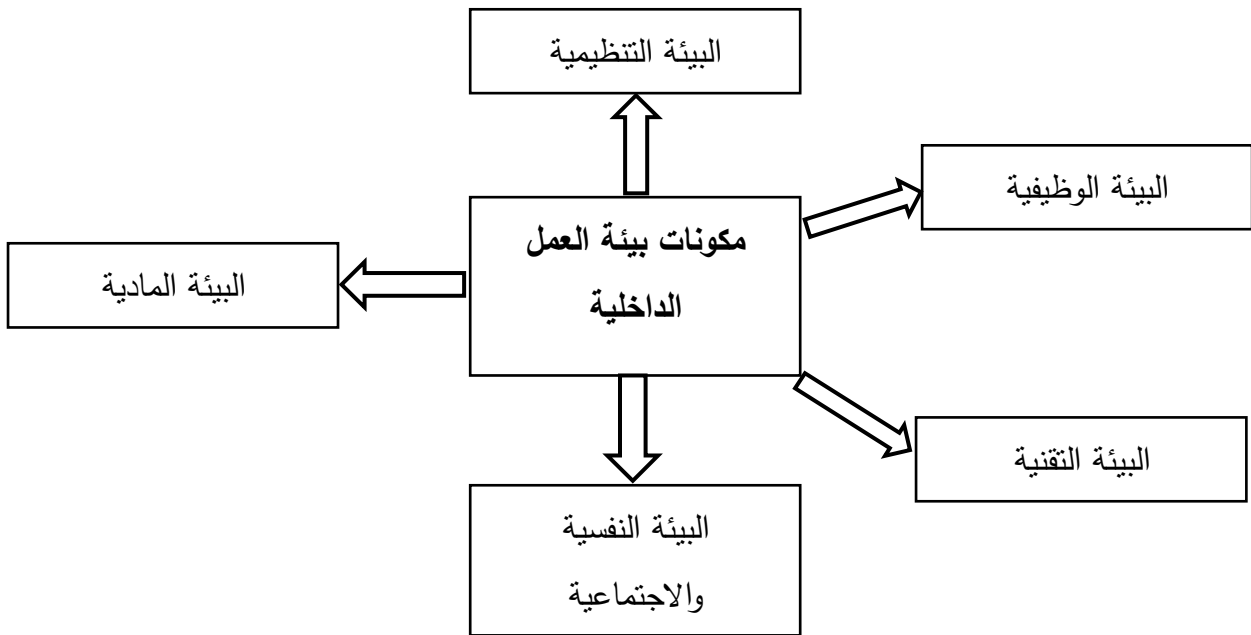 البيئة التنظيمية
البيئة الوظيفية
مكونات بيئة العمل
الداخلية
البيئة المادية
البيئة التقنية
البيئة النفسية
والاجتماعية